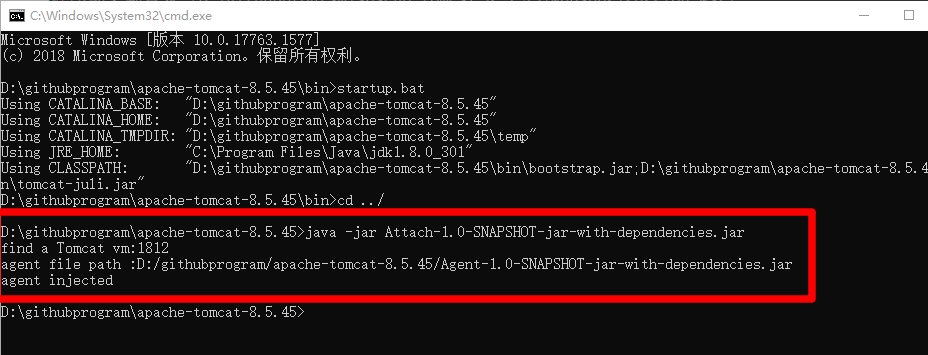 C:\Windows\System32\cmd.exe
Microsoft Windows [版本 10.0.17763.1577]
(c) 2018 Microsoft Corporation。保留所有权利。
D:\githubprogram\apache-tomcat-8.5.45\bin>startup.bat
Using CATALINA_BASE:   "D:\githubprogram\apache-tomcat-8.5.45"
Using CATALINA_HOME:   "D:\githubprogram\apache-tomcat-8.5.45"
Using CATALINA_TMPDIR: "D:\githubprogram\apache-tomcat-8.5.45\temp"
Using JRE_HOME:        "C:\Program Files\Java\jdk1.8.0_301"
Using CLASSPATH:       "D:\githubprogram\apache-tomcat-8.5.45\bin\bootstrap.jar;D:\githubprogram\apache-tomcat-8.5.4
n\tomcat-juli.jar"
D:\githubprogram\apache-tomcat-8.5.45\bin>cd ../
D:\githubprogram\apache-tomcat-8.5.45>java -jar Attach-1.0-SNAPSHOT-jar-with-dependencies.jar
find a Tomcat vm:1812
agent file path :D:/githubprogram/apache-tomcat-8.5.45/Agent-1.0-SNAPSHOT-jar-with-dependencies.jar
agent injected
D:\githubprogram\apache-tomcat-8.5.45>